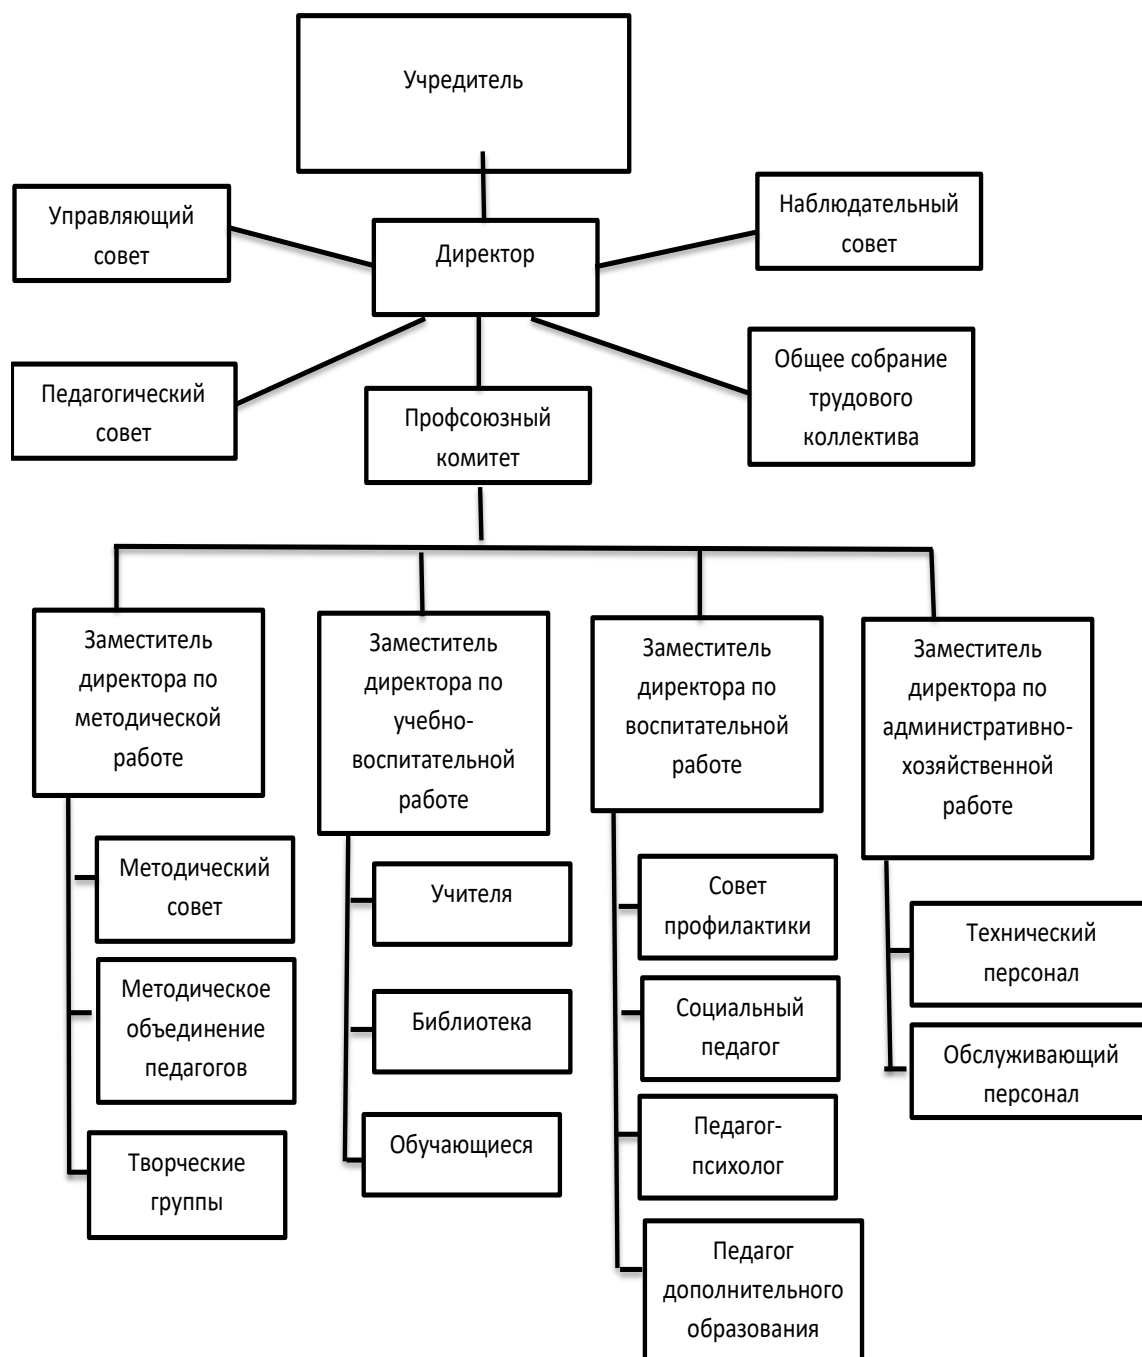 Учредитель
Управляющий
совет
Директор
Наблюдательный
совет
Педагогический
совет
Профсоюзный
комитет
Общее собрание
трудового
коллектива
Заместитель
директора по
методической
работе
Заместитель
директора по
учебно-
воспитательной
работе
Заместитель
директора по
воспитательной
работе
Заместитель
директора по
административно-
хозяйственной
работе
Методический
совет
Методическое
объединение
педагогов
Творческие
группы
Учителя
Библиотека
Обучающиеся
Совет
профилактики
Социальный
педагог
Педагог-
психолог
Педагог
дополнительного
образования
Технический
персонал
Обслуживающий
персонал